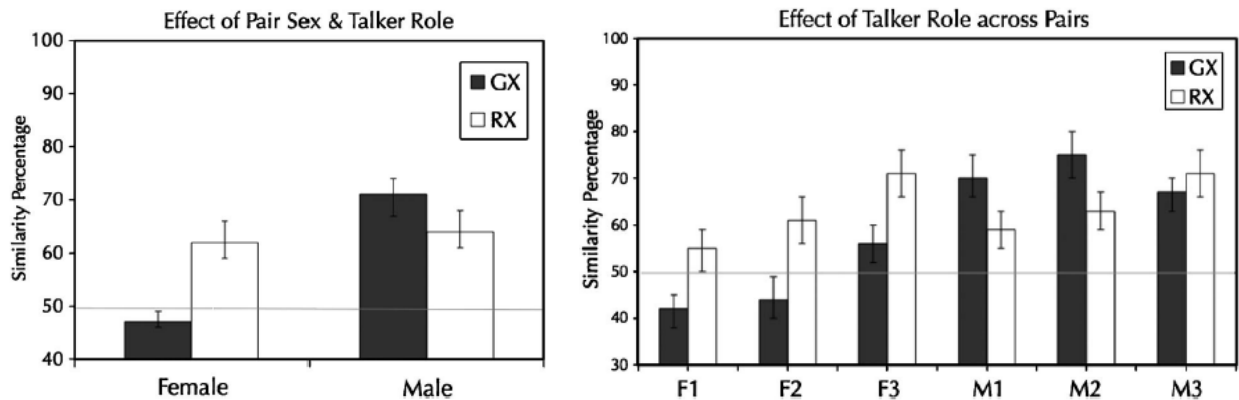 Effect of Pair Sex & Talker Role
Similarity Percentage
100
90
80
70
60
50
40
GX
RX
Female
Male
Effect of Talker Role across Pairs
Similarity Percentage
100
90
80
70
60
50
40
30
GX
RX
F1
F2
F3
M1
M2
M3